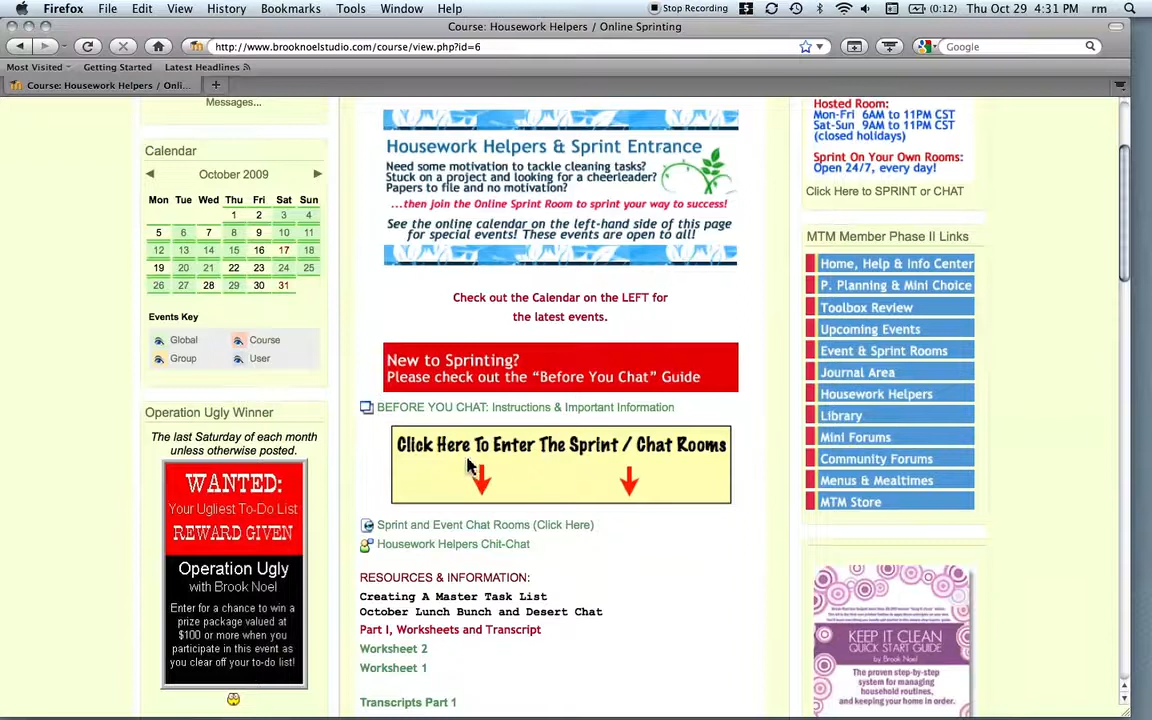 Firefox File Edit View History Bookmarks Tools Window Help Stop Recording (0:12) Thu Oct 29 4:31 PM rm
Course: Housework Helpers / Online Sprinting
http://www.brooknoelstudio.com/course/view.php?id=6
Google
Most Visited Getting Started Latest Headlines
Course: Housework Helpers / Onli...
Messages...
Calendar
October 2009
Mon Tue Wed Thu Fri Sat Sun
1 2 3 4
5 6 7 8 9 10 11
12 13 14 15 16 17 18
19 20 21 22 23 24 25
26 27 28 29 30 31
Events Key
Global Course
Group User
Operation Ugly Winner
The last Saturday of each month
unless otherwise posted.
WANTED:
Your Ugliest To-Do List
REWARD GIVEN
Operation Ugly
with Brook Noel
Enter for a chance to win a
prize package valued at
$100 or more when you
participate in this event as
you clear off your to-do list!
Housework Helpers & Sprint Entrance
Need some motivation to tackle cleaning tasks?
Stuck on a project and looking for a cheerleader?
Papers to file and no motivation?
...then join the Online Sprint Room to sprint your way to success!
See the online calendar on the left-hand side of this page
for special events! These events are open to all!
Check out the Calendar on the LEFT for
the latest events.
New to Sprinting?
Please check out the “Before You Chat” Guide
BEFORE YOU CHAT: Instructions & Important Information
Click Here To Enter The Sprint / Chat Rooms
Sprint and Event Chat Rooms (Click Here)
Housework Helpers Chit-Chat
RESOURCES & INFORMATION:
Creating A Master Task List
October Lunch Bunch and Desert Chat
Part I, Worksheets and Transcript
Worksheet 2
Worksheet 1
Transcripts Part 1
Hosted Room:
Mon-Fri 6AM to 11PM CST
Sat-Sun 9AM to 11PM CST
(closed holidays)
Sprint On Your Own Rooms:
Open 24/7, every day!
Click Here to SPRINT or CHAT
MTM Member Phase II Links
Home, Help & Info Center
P. Planning & Mini Choice
Toolbox Review
Upcoming Events
Event & Sprint Rooms
Journal Area
Housework Helpers
Library
Mini Forums
Community Forums
Menus & Mealtimes
MTM Store
KEEP IT CLEAN
QUICK START GUIDE
by Brook Noel
The proven step-by-step
system for managing
household routines,
and keeping your home in order.